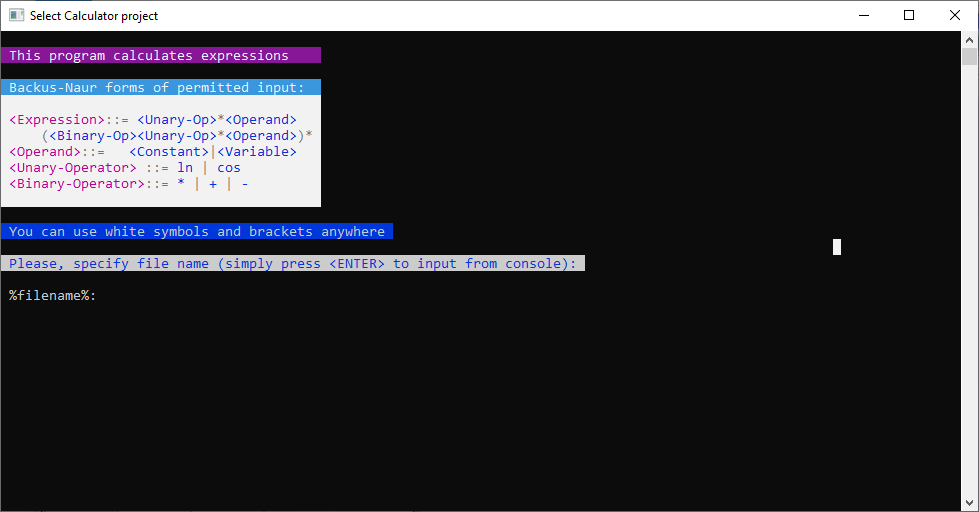 Select Calculator project
This program calculates expressions
Backus-Naur forms of permitted input:
<Expression>::= <Unary-Op>*<Operand>
(<Binary-Op><Unary-Op>*<Operand>)*
<Operand>::=   <Constant>|<Variable>
<Unary-Operator> ::= ln | cos
<Binary-Operator>::= * | + | -
You can use white symbols and brackets anywhere
Please, specify file name (simply press <ENTER> to input from console):
%filename%: